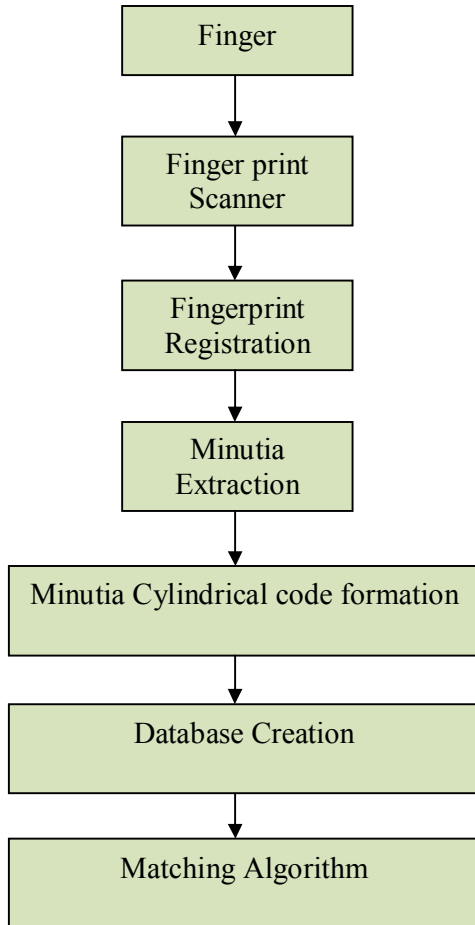 Finger
Finger print
Scanner
Fingerprint
Registration
Minutia
Extraction
Minutia Cylindrical code formation
Database Creation
Matching Algorithm